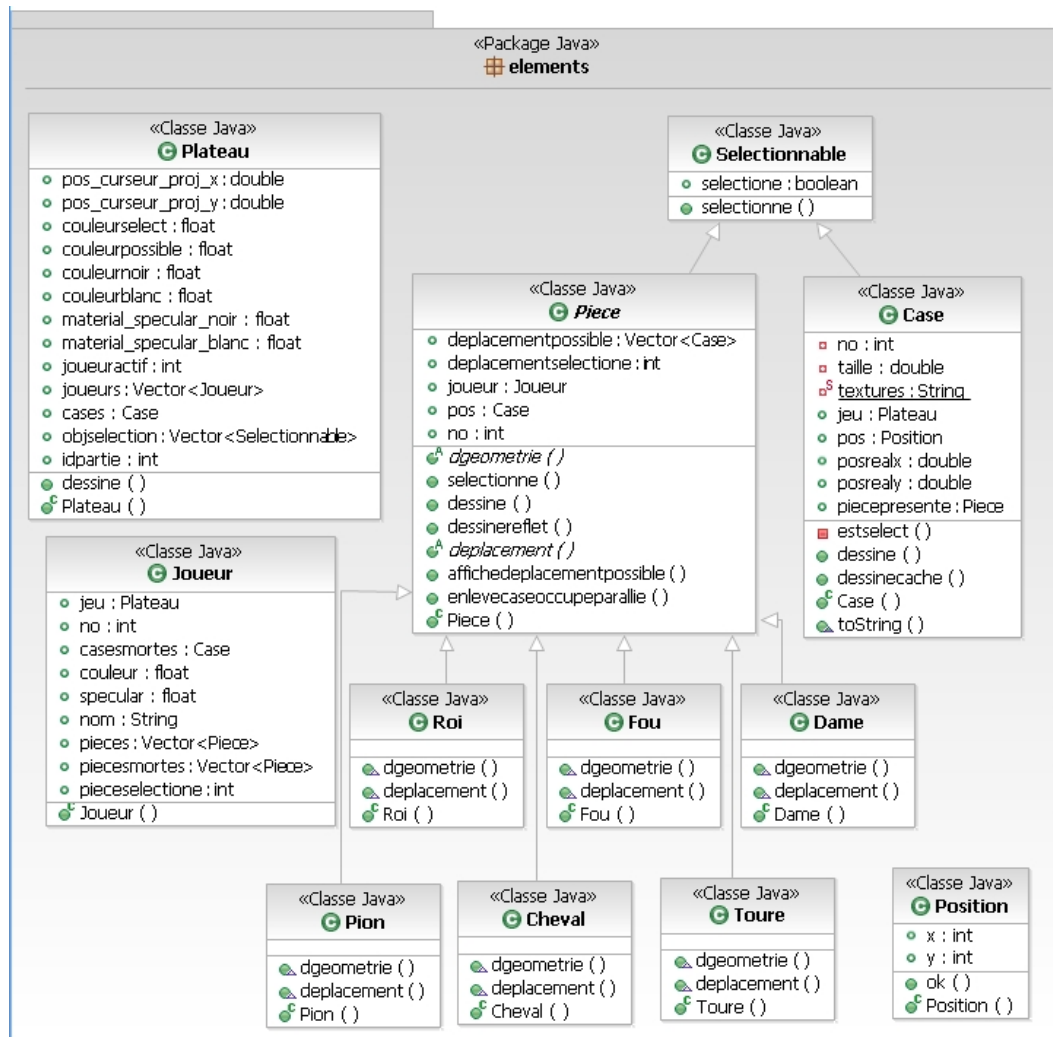 «Package Java»
elements
«Classe Java»
Plateau
pos_curseur_proj_x : double
pos_curseur_proj_y : double
couleurselect : float
couleurpossible : float
couleurnoir : float
couleurblanc : float
material_specular_noir : float
material_specular_blanc : float
joueuractif : int
joueurs : Vector<Joueur>
cases : Case
objselection : Vector<Selectionnable>
idpartie : int
dessine ( )
Plateau ( )
«Classe Java»
Selectionnable
selectione : boolean
selectionne ( )
«Classe Java»
Piece
deplacementpossible : Vector<Case>
deplacementselectione : int
joueur : Joueur
pos : Case
no : int
dgeometrie ( )
selectionne ( )
dessine ( )
dessinereflet ( )
deplacement ( )
affichedeplacementpossible ( )
enlevecaseoccupeparallie ( )
Piece ( )
«Classe Java»
Case
no : int
taille : double
textures : String
jeu : Plateau
pos : Position
posrealx : double
posrealy : double
piecepresente : Piece
estselect ( )
dessine ( )
dessinecache ( )
Case ( )
toString ( )
«Classe Java»
Joueur
jeu : Plateau
no : int
casesmortes : Case
couleur : float
specular : float
nom : String
pieces : Vector<Piece>
piecesmortes : Vector<Piece>
pieceselectione : int
Joueur ( )
«Classe Java»
Roi
dgeometrie ( )
deplacement ( )
Roi ( )
«Classe Java»
Fou
dgeometrie ( )
deplacement ( )
Fou ( )
«Classe Java»
Dame
dgeometrie ( )
deplacement ( )
Dame ( )
«Classe Java»
Pion
dgeometrie ( )
deplacement ( )
Pion ( )
«Classe Java»
Cheval
dgeometrie ( )
deplacement ( )
Cheval ( )
«Classe Java»
Toure
dgeometrie ( )
deplacement ( )
Toure ( )
«Classe Java»
Position
x : int
y : int
ok ( )
Position ( )